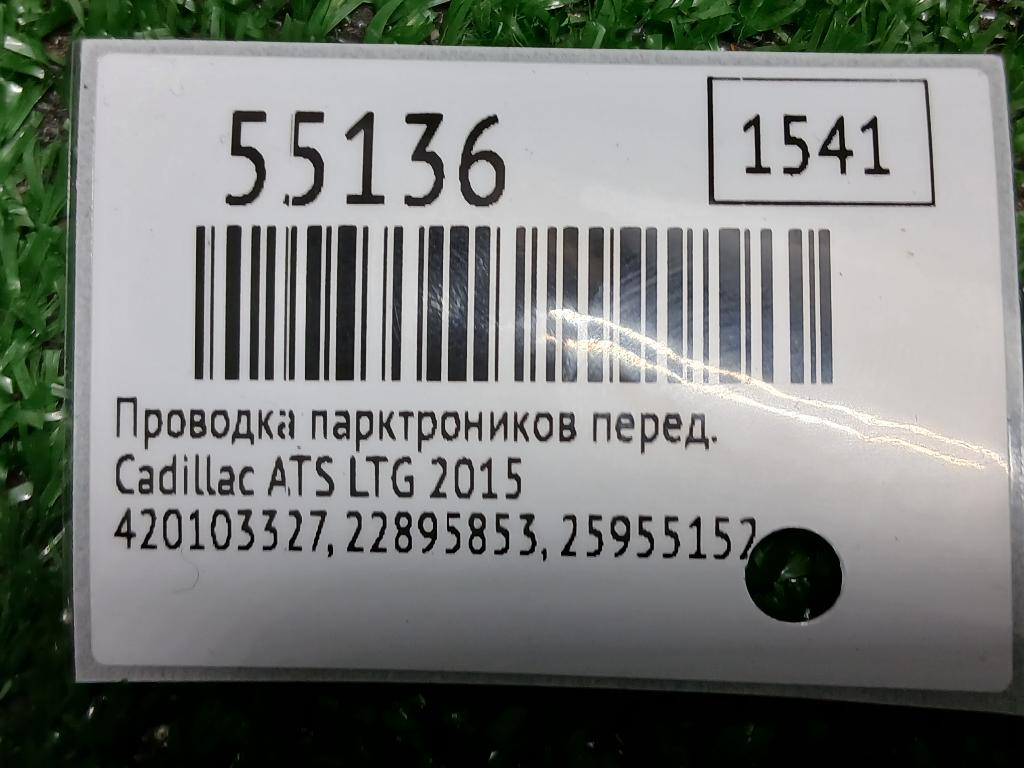 55136
1541
Проводка парктроников перед.
Cadillac ATS LTG 2015
420103327, 22895853, 25955152